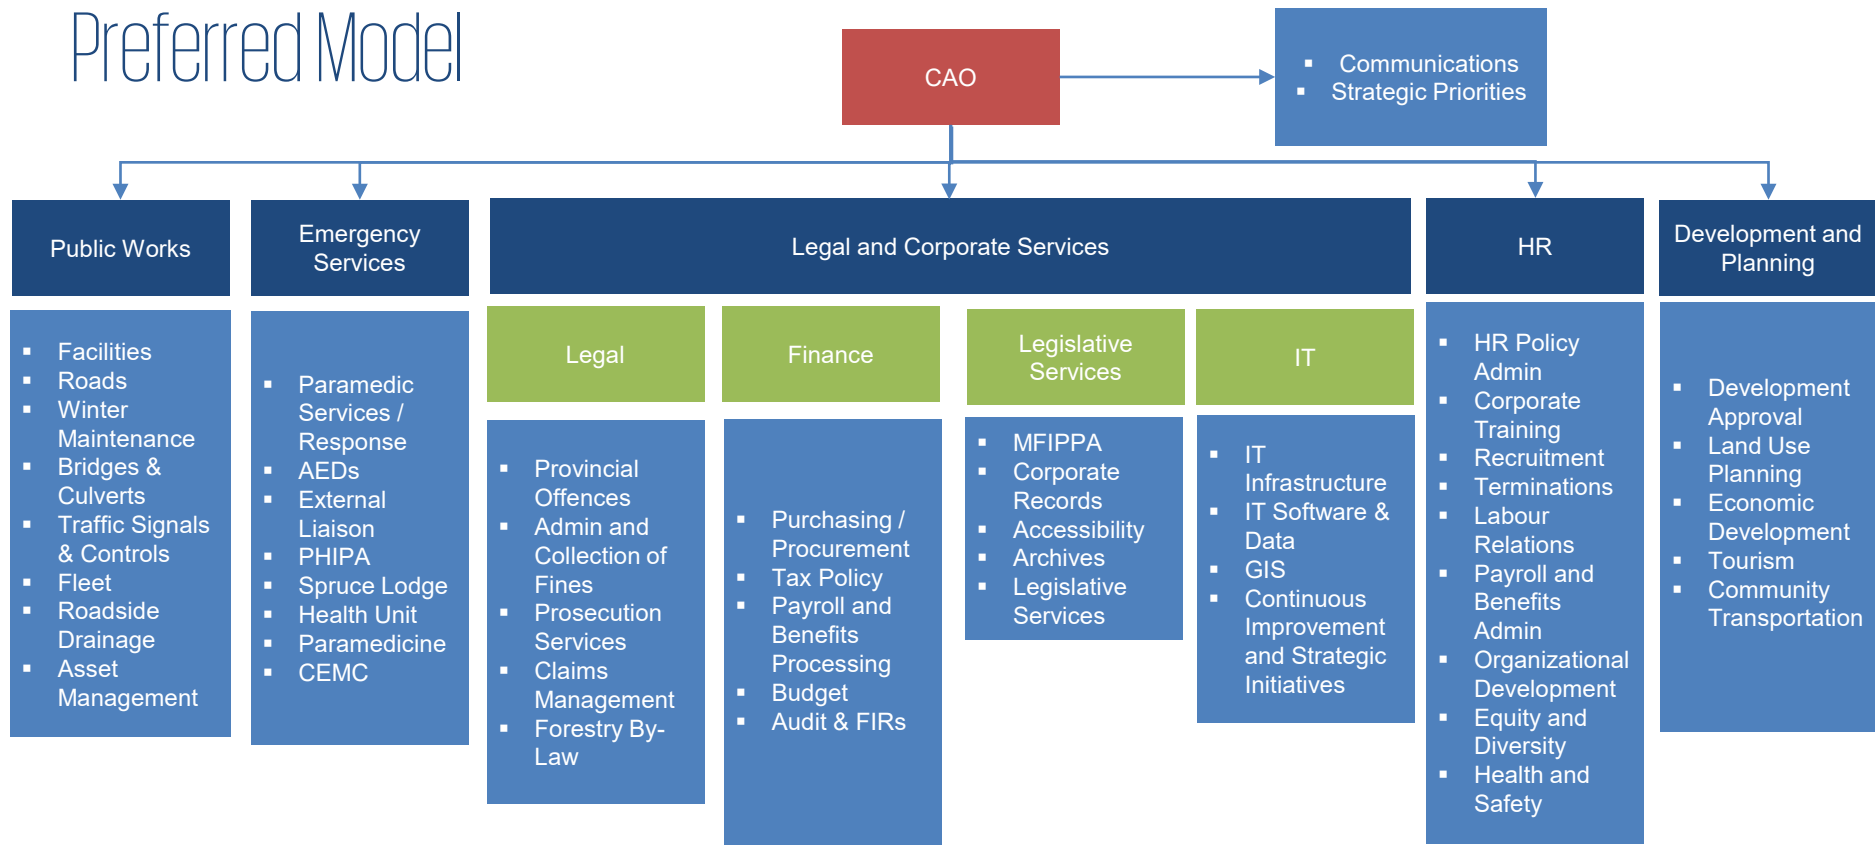 Preferred Model
CAO
▪ Communications
▪ Strategic Priorities
Public Works
▪ Facilities
▪ Roads
▪ Winter
Maintenance
▪ Bridges &
Culverts
▪ Traffic Signals
& Controls
▪ Fleet
▪ Roadside
Drainage
▪ Asset
Management
Emergency
Services
▪ Paramedic
Services /
Response
▪ AEDs
▪ External
Liaison
▪ PHIPA
▪ Spruce Lodge
▪ Health Unit
▪ Paramedicine
▪ CEMC
Legal and Corporate Services
Legal
▪ Provincial
Offences
▪ Admin and
Collection of
Fines
▪ Prosecution
Services
▪ Claims
Management
▪ Forestry By-
Law
Finance
▪ Purchasing /
Procurement
▪ Tax Policy
▪ Payroll and
Benefits
Processing
▪ Budget
▪ Audit & FIRs
Legislative
Services
▪ MFIPPA
▪ Corporate
Records
▪ Accessibility
▪ Archives
▪ Legislative
Services
IT
▪ IT
Infrastructure
▪ IT Software &
Data
▪ GIS
▪ Continuous
Improvement
and Strategic
Initiatives
HR
▪ HR Policy
Admin
▪ Corporate
Training
▪ Recruitment
▪ Terminations
▪ Labour
Relations
▪ Payroll and
Benefits
Admin
▪ Organizational
Development
▪ Equity and
Diversity
▪ Health and
Safety
Development and
Planning
▪ Development
Approval
▪ Land Use
Planning
▪ Economic
Development
▪ Tourism
▪ Community
Transportation